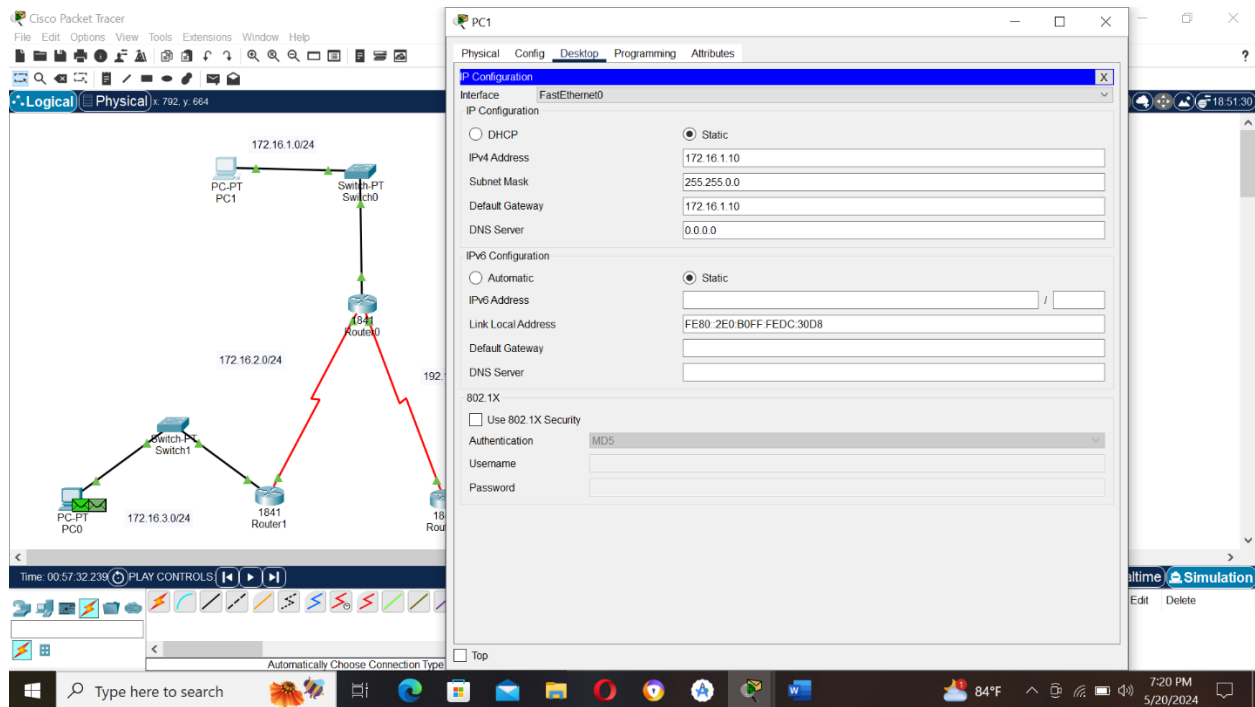 Cisco Packet Tracer
File Edit Options View Tools Extensions Window Help
?
Logical Physical x: 792, y: 664
18:51:30
172.16.1.0/24
PC-PT
PC1
Switch-PT
Switch0
1841
Router0
172.16.2.0/24
192.
Switch-PT
Switch1
PC-PT
PC0
172.16.3.0/24
1841
Router1
18
Rou
Time: 00:57:32.239 PLAY CONTROLS:
altime Simulation
Edit Delete
Automatically Choose Connection Type
PC1
Physical Config Desktop Programming Attributes
IP Configuration X
Interface FastEthernet0
IP Configuration
DHCP Static
IPv4 Address 172.16.1.10
Subnet Mask 255.255.0.0
Default Gateway 172.16.1.10
DNS Server 0.0.0.0
IPv6 Configuration
Automatic Static
IPv6 Address /
Link Local Address FE80::2E0:B0FF:FEDC:30D8
Default Gateway
DNS Server
802.1X
Use 802.1X Security
Authentication MD5
Username
Password
Top
Type here to search
84°F
7:20 PM
5/20/2024